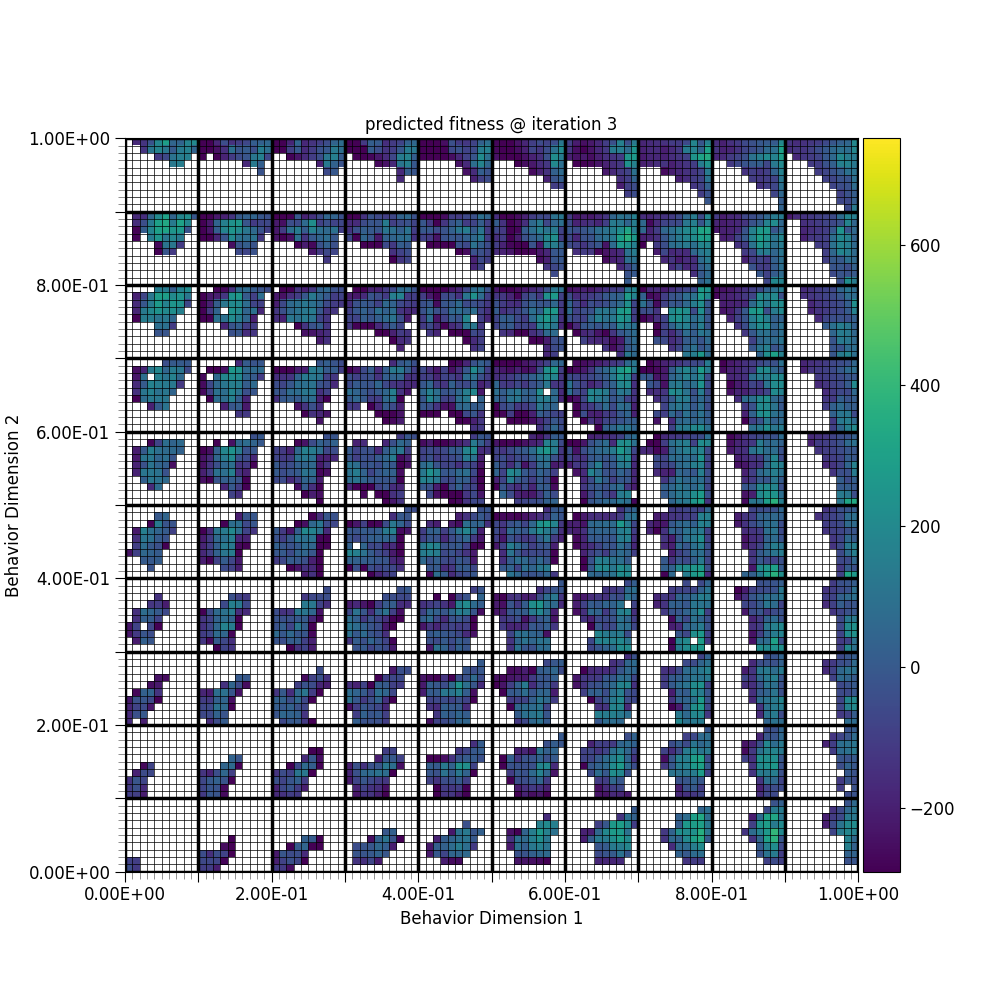 predicted fitness @ iteration 3
1.00E+00
8.00E-01
6.00E-01
4.00E-01
2.00E-01
0.00E+00
Behavior Dimension 2
0.00E+00 2.00E-01 4.00E-01 6.00E-01 8.00E-01 1.00E+00
Behavior Dimension 1
600
400
200
0
−200